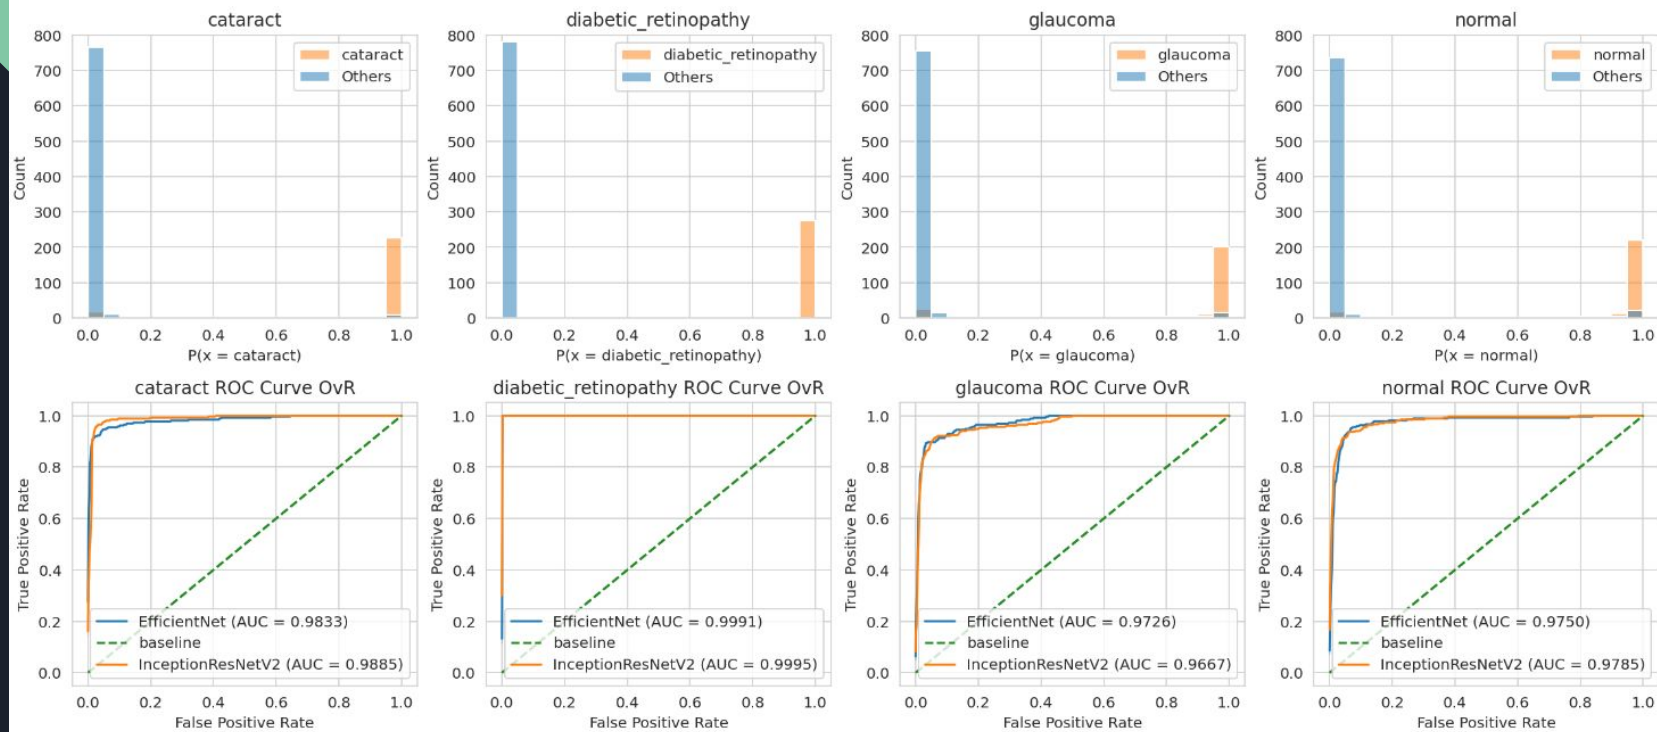 cataract
800
700
600
500
400
300
200
100
0
Count
cataract
Others
0.0 0.2 0.4 0.6 0.8 1.0
P(x = cataract)
diabetic_retinopathy
800
700
600
500
400
300
200
100
0
Count
diabetic_retinopathy
Others
0.0 0.2 0.4 0.6 0.8 1.0
P(x = diabetic_retinopathy)
glaucoma
800
700
600
500
400
300
200
100
0
Count
glaucoma
Others
0.0 0.2 0.4 0.6 0.8 1.0
P(x = glaucoma)
normal
800
700
600
500
400
300
200
100
0
Count
normal
Others
0.0 0.2 0.4 0.6 0.8 1.0
P(x = normal)
cataract ROC Curve OvR
1.0
0.8
0.6
0.4
0.2
0.0
True Positive Rate
EfficientNet (AUC = 0.9833)
baseline
InceptionResNetV2 (AUC = 0.9885)
0.0 0.2 0.4 0.6 0.8 1.0
False Positive Rate
diabetic_retinopathy ROC Curve OvR
1.0
0.8
0.6
0.4
0.2
0.0
True Positive Rate
EfficientNet (AUC = 0.9991)
baseline
InceptionResNetV2 (AUC = 0.9995)
0.0 0.2 0.4 0.6 0.8 1.0
False Positive Rate
glaucoma ROC Curve OvR
1.0
0.8
0.6
0.4
0.2
0.0
True Positive Rate
EfficientNet (AUC = 0.9726)
baseline
InceptionResNetV2 (AUC = 0.9667)
0.0 0.2 0.4 0.6 0.8 1.0
False Positive Rate
normal ROC Curve OvR
1.0
0.8
0.6
0.4
0.2
0.0
True Positive Rate
EfficientNet (AUC = 0.9750)
baseline
InceptionResNetV2 (AUC = 0.9785)
0.0 0.2 0.4 0.6 0.8 1.0
False Positive Rate